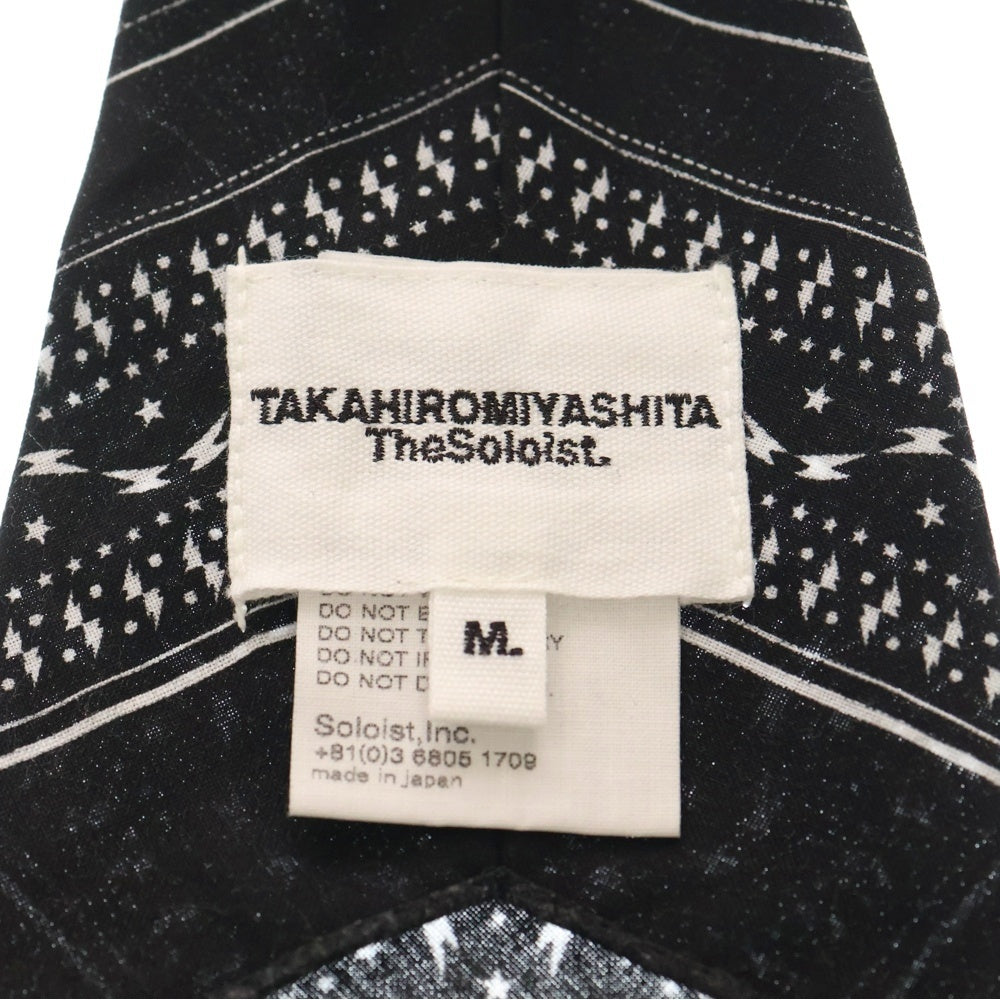 TAKAHIROMIYASHITA
TheSoloist.
M.
DO NOT
DO NOT
DO NOT
DO NOT
Soloist,Inc.
+81(0)3 6805 1709
made in japan